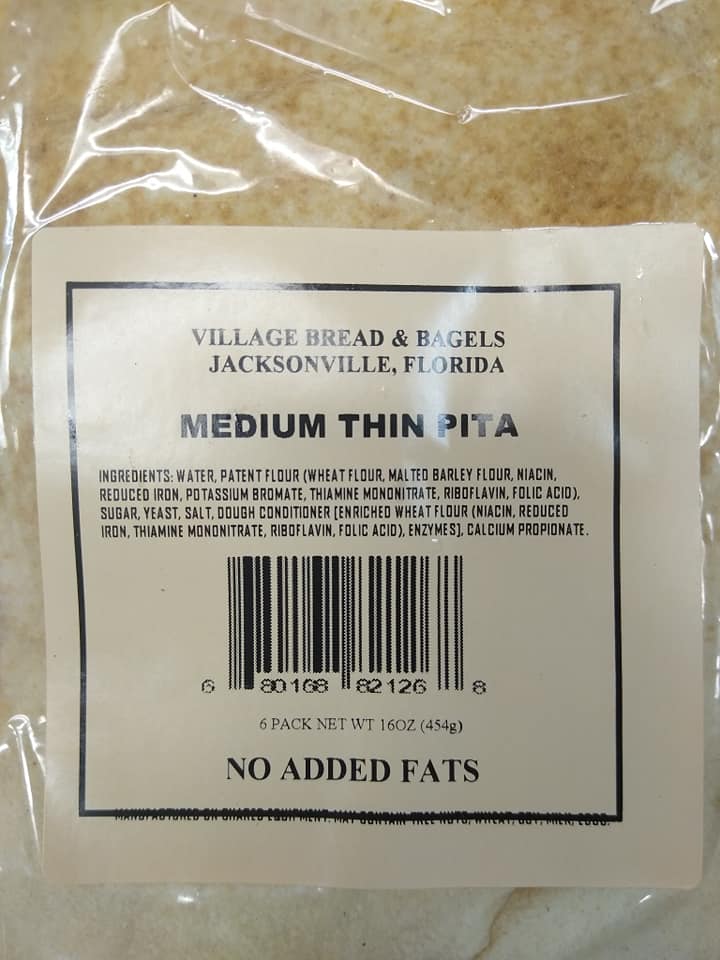 VILLAGE BREAD & BAGELS
JACKSONVILLE, FLORIDA
MEDIUM THIN PITA
INGREDIENTS: WATER, PATENT FLOUR (WHEAT FLOUR, MALTED BARLEY FLOUR, NIACIN,
REDUCED IRON, POTASSIUM BROMATE, THIAMINE MONONITRATE, RIBOFLAVIN, FOLIC ACID),
SUGAR, YEAST, SALT, DOUGH CONDITIONER [ENRICHED WHEAT FLOUR (NIACIN, REDUCED
IRON, THIAMINE MONONITRATE, RIBOFLAVIN, FOLIC ACID), ENZYMES], CALCIUM PROPIONATE.
6 80168 82126 8
6 PACK NET WT 16OZ (454g)
NO ADDED FATS
MANUFACTURED ON SHARED EQUIPMENT. MAY CONTAIN TREE NUTS, WHEAT, SOY, MILK, EGGS.